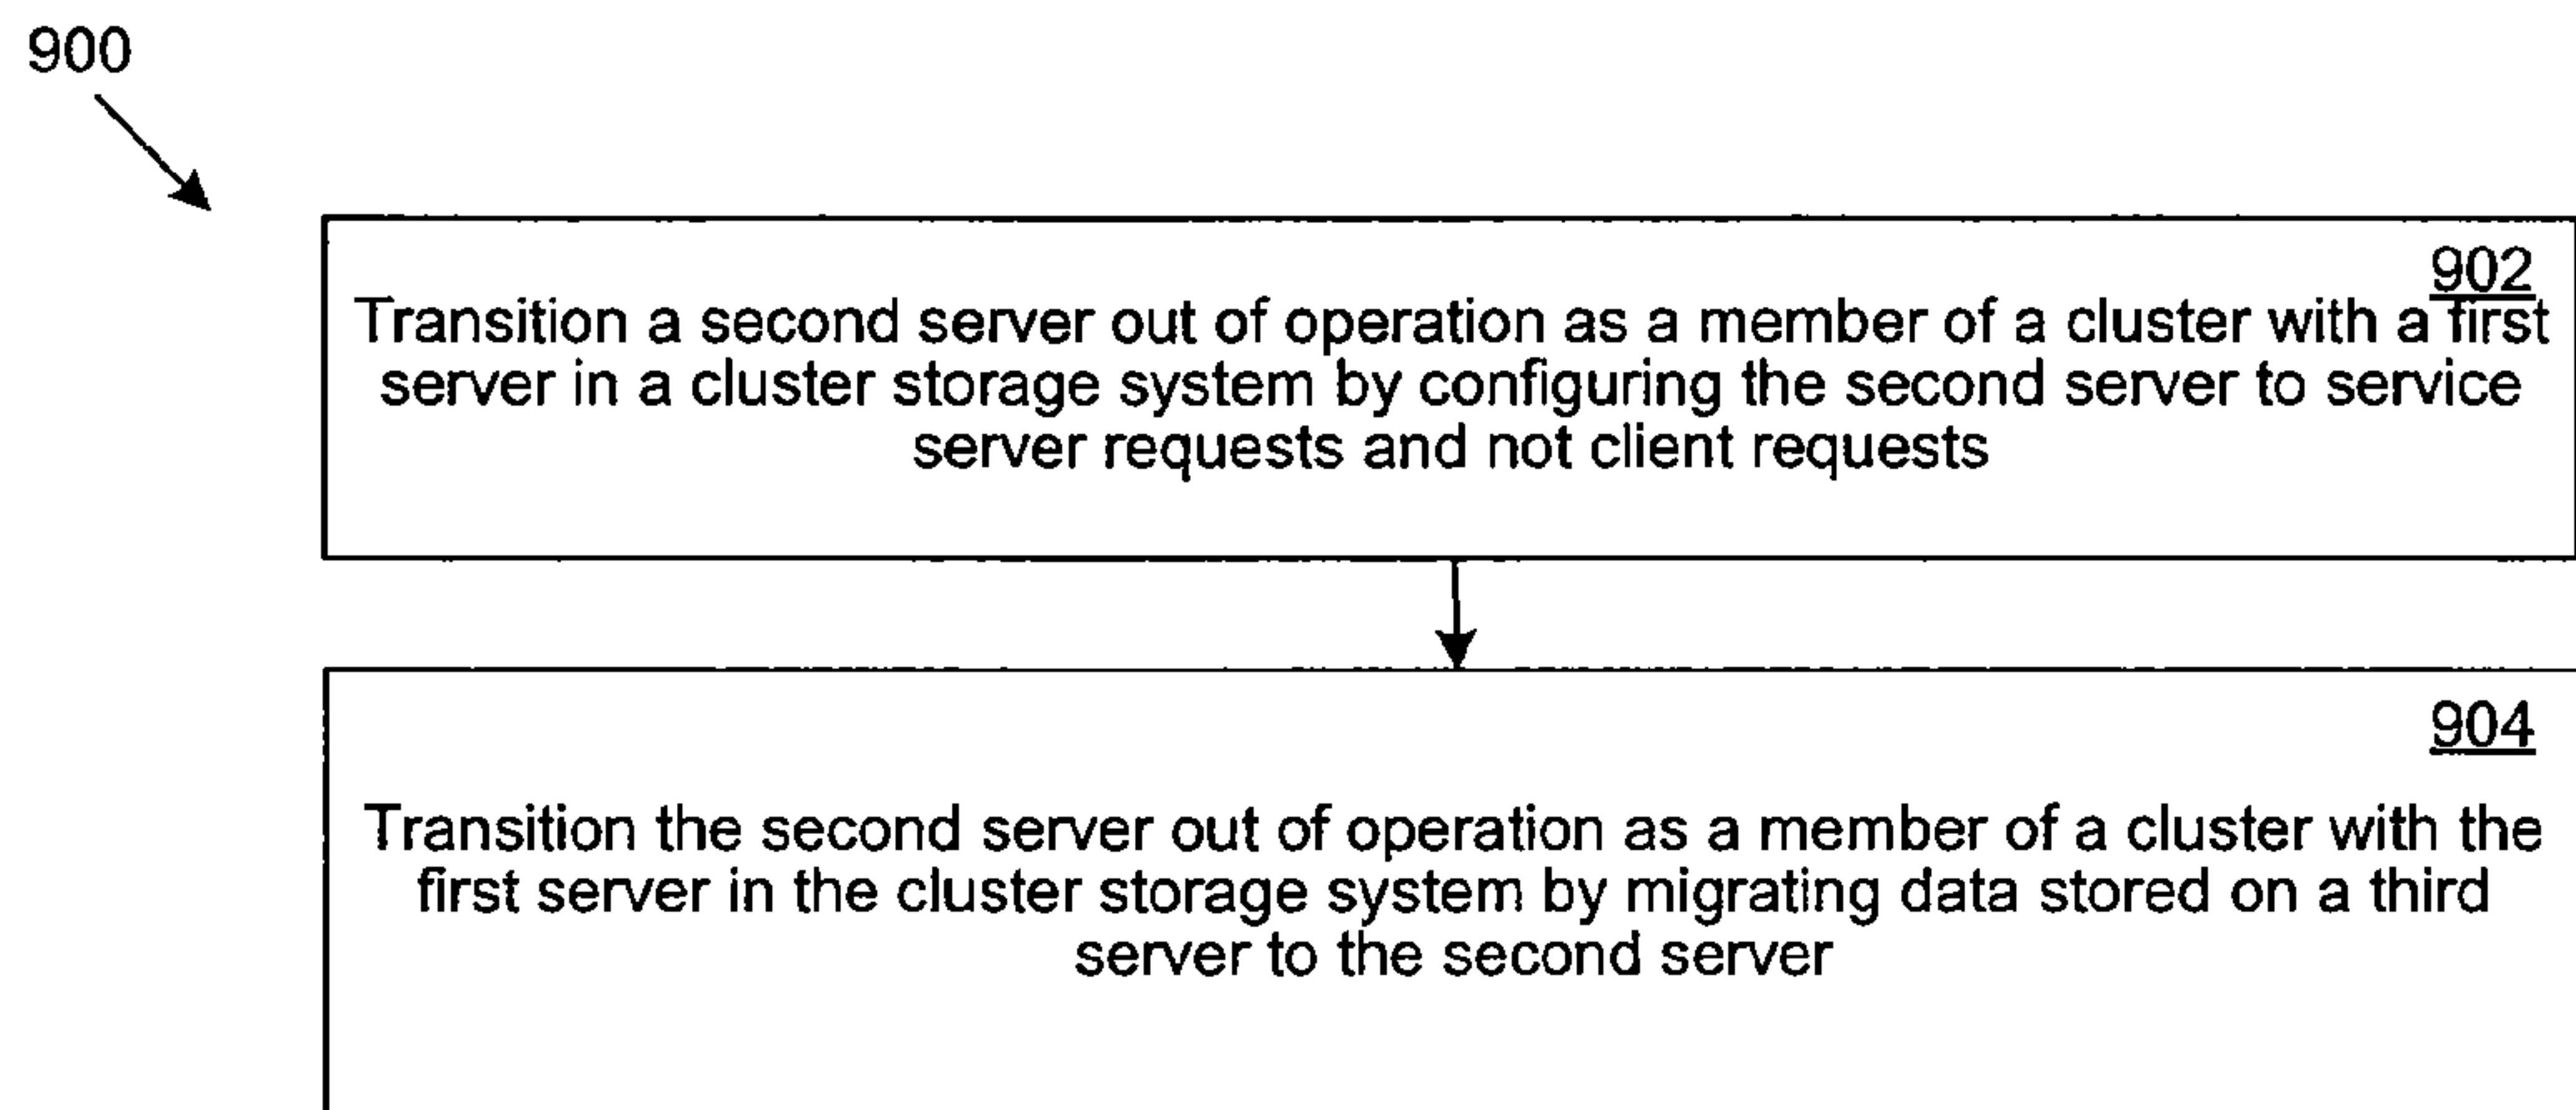 900
902
Transition a second server out of operation as a member of a cluster with a first
server in a cluster storage system by configuring the second server to service
server requests and not client requests
904
Transition the second server out of operation as a member of a cluster with the
first server in the cluster storage system by migrating data stored on a third
server to the second server